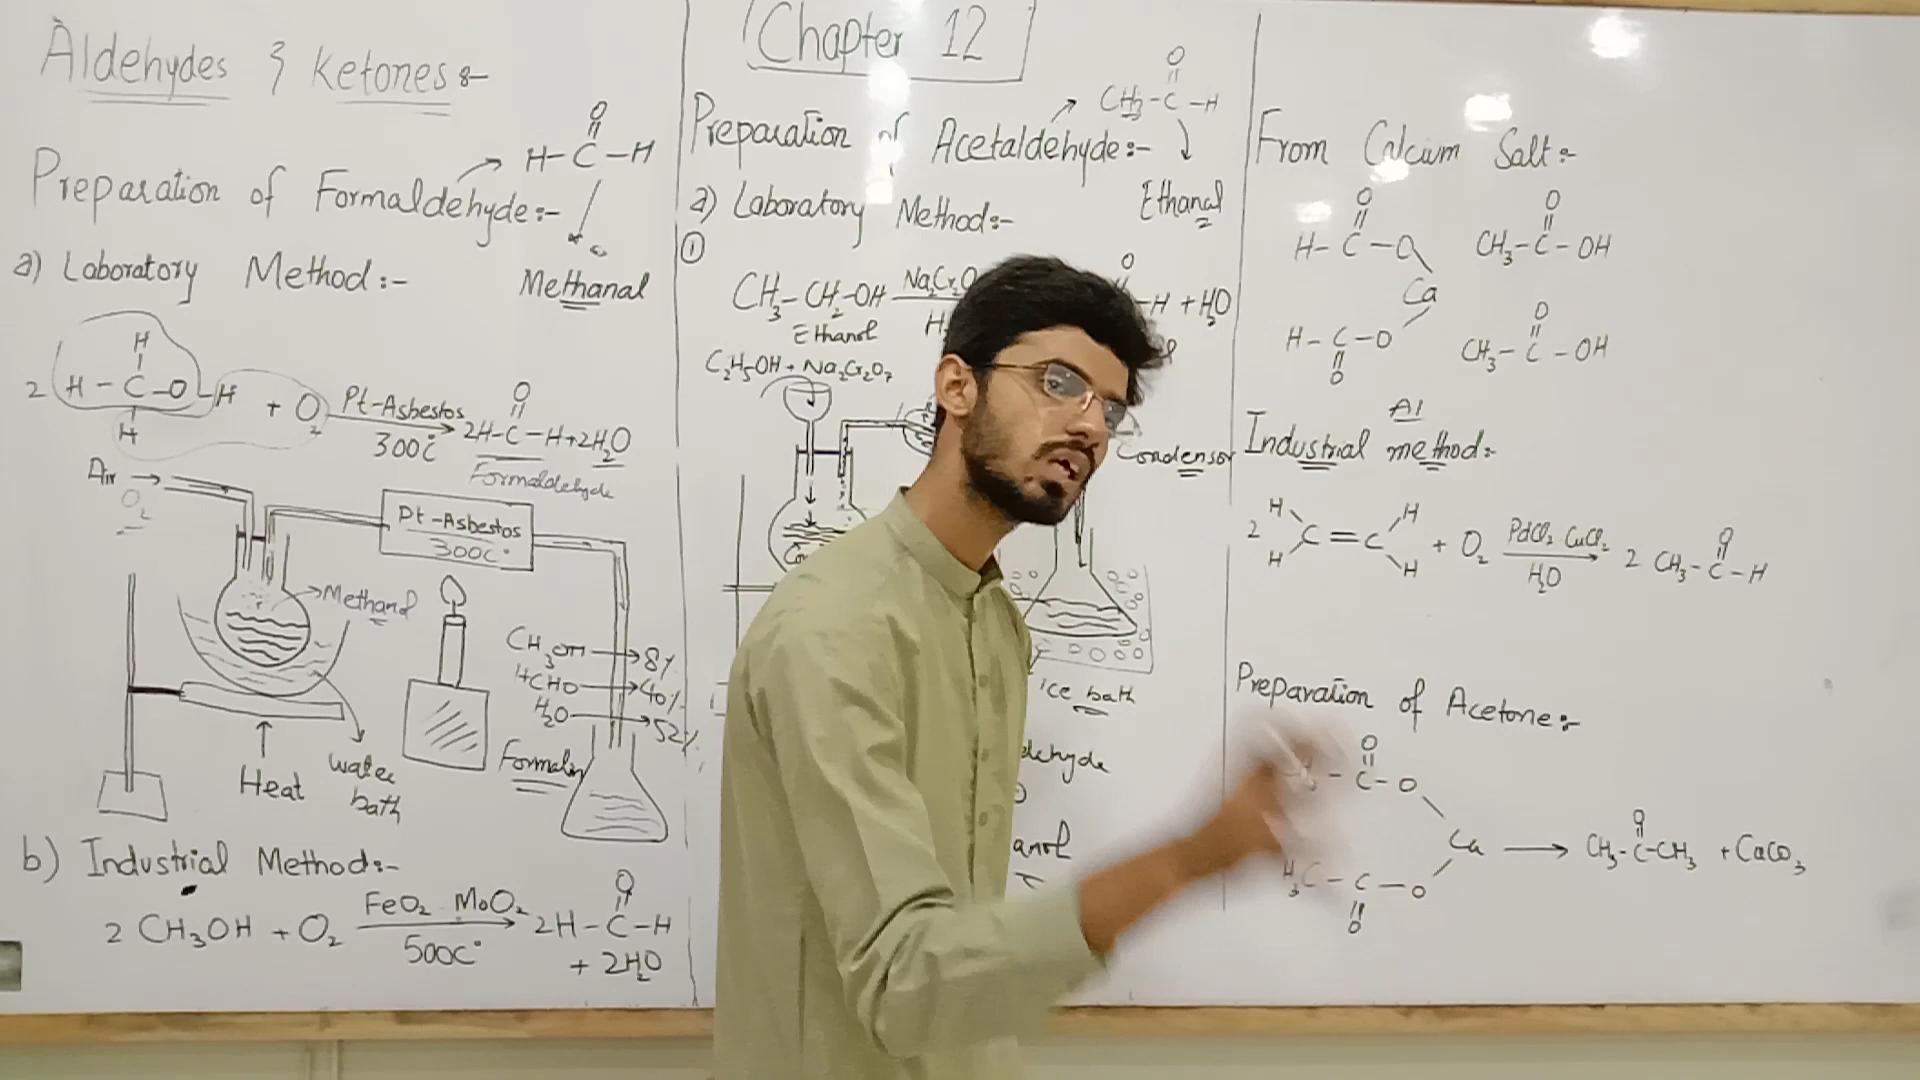 Aldehydes & Ketones:-
Preparation of Formaldehyde:-
O
H-C-H
Methanal
a) Laboratory Method:-
H
2 H-C-O-H + O2 Pt-Asbestos 300C° 2H-C-H+2H2O
O
H
Formaldehyde
Air
O2
Pt-Asbestos
300C°
Methanol
CH3OH → 8%
HCHO → 40%
H2O → 52%
Formalin
Heat
water
bath
b) Industrial Method:-
2 CH3OH + O2 FeO2 MoO2 500C° 2H-C-H
O
+ 2H2O
Chapter 12
Preparation of Acetaldehyde:-
O
CH3-C-H
Ethanal
a) Laboratory Method:-
①
CH3-CH2-OH Na2Cr2O
O
-H + H2O
Ethanol
C2H5OH + Na2Cr2O7
Condensor
ice bath
From Calcium Salt:-
O
H-C-O
Ca
H-C-O
O
O
CH3-C-OH
O
CH3-C-OH
Industrial method:-
H H
2 C=C + O2 PdCl2 CuCl2 H2O 2 CH3-C-H
O
H H
Preparation of Acetone:-
O
-C-O
Ca → CH3-C-CH3 + CaCO3
O
H3C-C-O
O